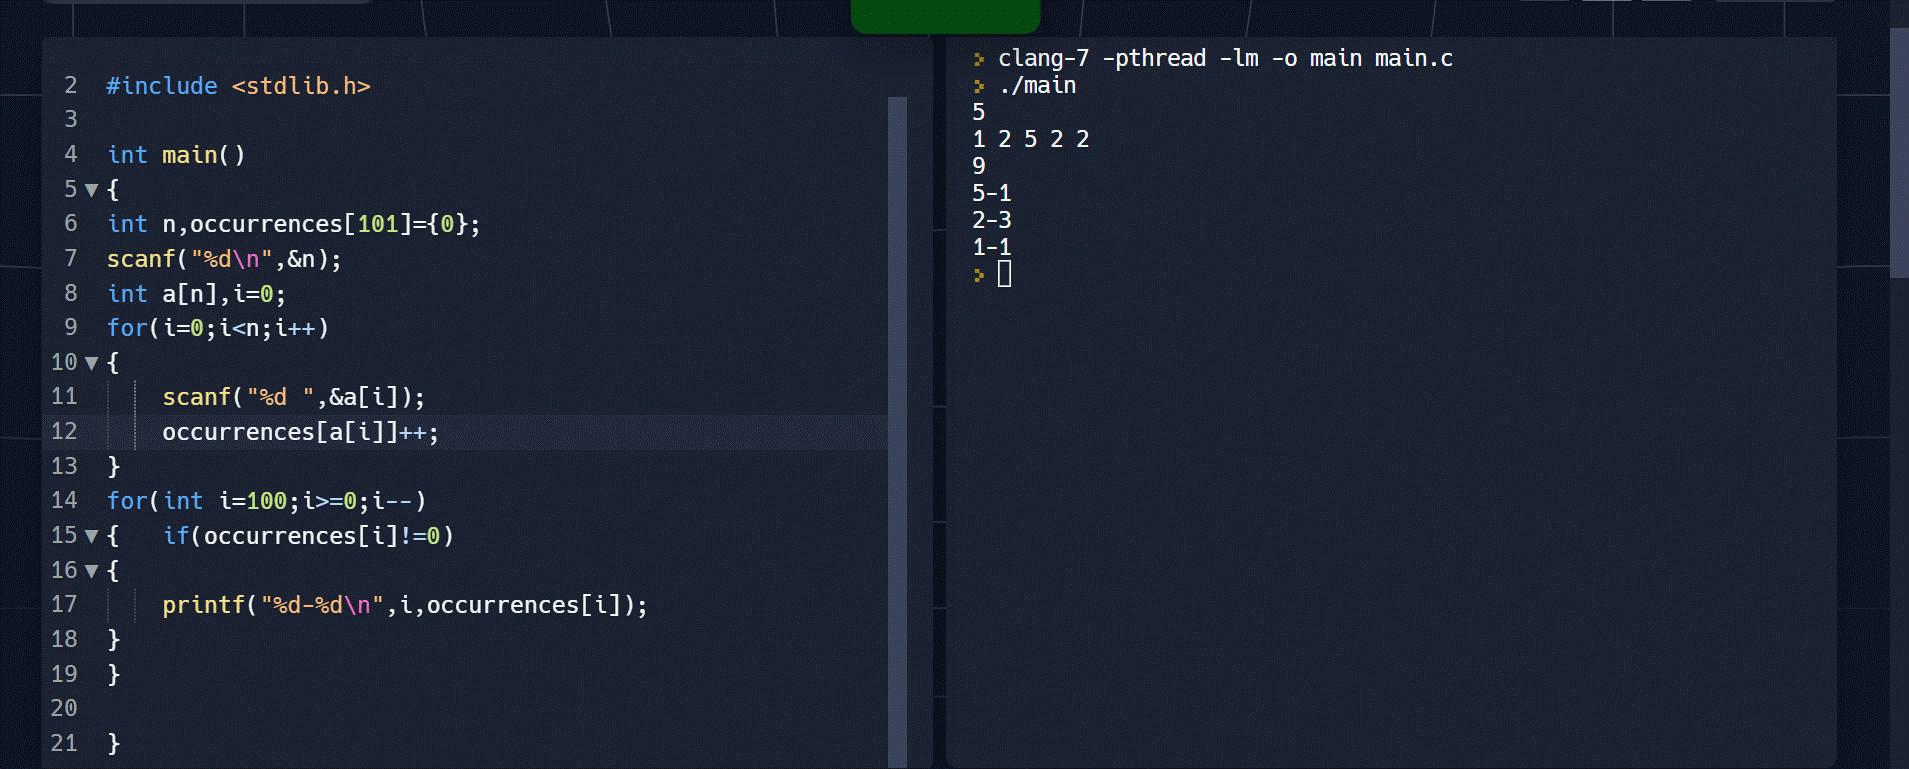 2 #include <stdlib.h>
3
4 int main()
5 {
6 int n,occurrences[101]={0};
7 scanf("%d\n",&n);
8 int a[n],i=0;
9 for(i=0;i<n;i++)
10 {
11     scanf("%d ",&a[i]);
12     occurrences[a[i]]++;
13 }
14 for(int i=100;i>=0;i--)
15 {   if(occurrences[i]!=0)
16 {
17     printf("%d-%d\n",i,occurrences[i]);
18 }
19 }
20
21 }
clang-7 -pthread -lm -o main main.c
./main
5
1 2 5 2 2
9
5-1
2-3
1-1